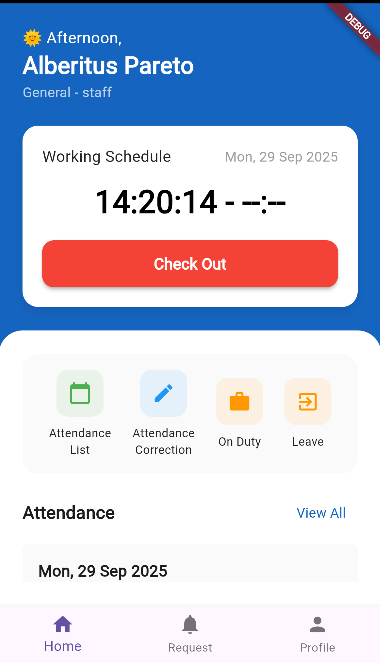 DEBUG
🌞 Afternoon,
Alberitus Pareto
General - staff
Working Schedule Mon, 29 Sep 2025
14:20:14 - --:--
Check Out
Attendance List
Attendance Correction
On Duty
Leave
Attendance View All
Mon, 29 Sep 2025
Home Request Profile